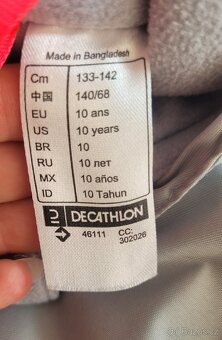 Made in Bangladesh
Cm 133-142
中国 140/68
EU 10 ans
US 10 years
BR 10
RU 10 лет
MX 10 años
ID 10 Tahun
DECATHLON
46111 CC: 302026